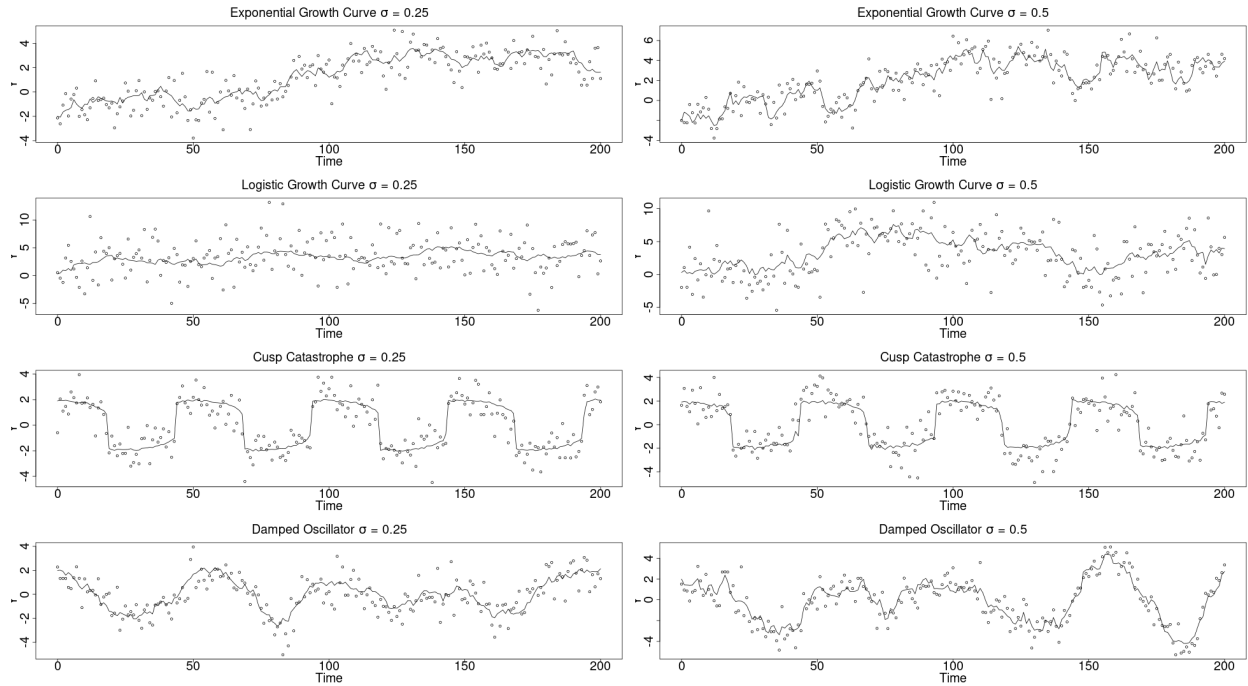 Exponential Growth Curve σ = 0.25
τ
4
2
0
-2
-4
0 50 100 150 200
Time
Exponential Growth Curve σ = 0.5
τ
6
4
2
0
-4
0 50 100 150 200
Time
Logistic Growth Curve σ = 0.25
τ
10
5
0
-5
0 50 100 150 200
Time
Logistic Growth Curve σ = 0.5
τ
10
5
0
-5
0 50 100 150 200
Time
Cusp Catastrophe σ = 0.25
τ
4
2
0
-2
-4
0 50 100 150 200
Time
Cusp Catastrophe σ = 0.5
τ
4
2
0
-2
-4
0 50 100 150 200
Time
Damped Oscillator σ = 0.25
τ
4
2
0
-2
-4
0 50 100 150 200
Time
Damped Oscillator σ = 0.5
τ
4
2
0
-4
0 50 100 150 200
Time